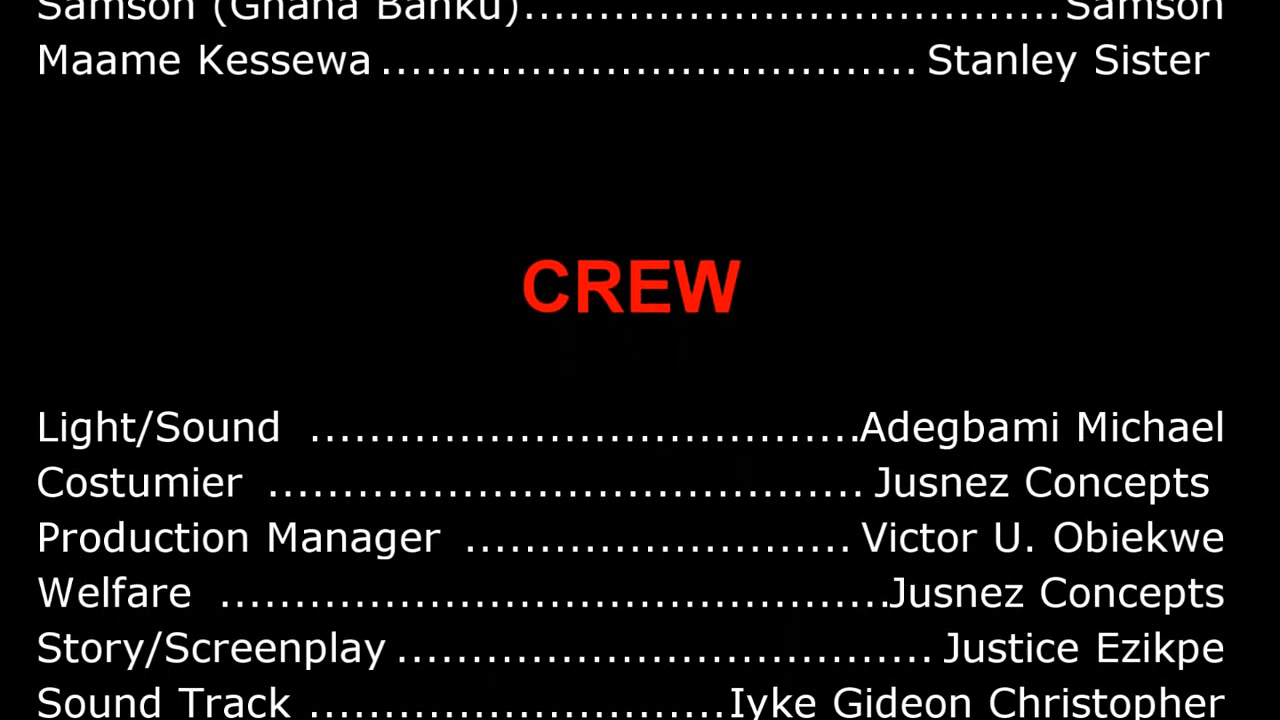 Samson (Ghana Banku)....................................Samson
Maame Kessewa .................................... Stanley Sister
CREW
Light/Sound .....................................Adegbami Michael
Costumier ........................................ Jusnez Concepts
Production Manager .......................... Victor U. Obiekwe
Welfare .............................................Jusnez Concepts
Story/Screenplay .................................... Justice Ezikpe
Sound Track ............................Iyke Gideon Christopher